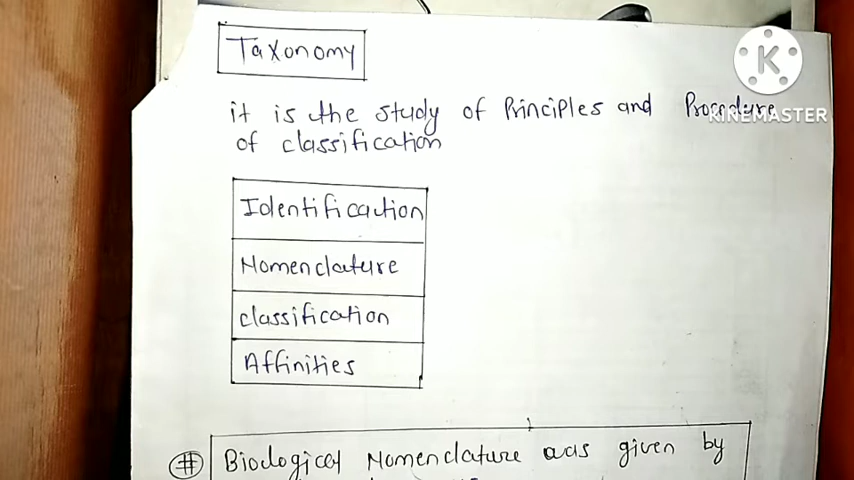 Taxonomy
it is the study of Principles and Procedure
of classification
Identification
Nomenclature
classification
Affinities
# Biological Nomenclature was given by
K
KINEMASTER